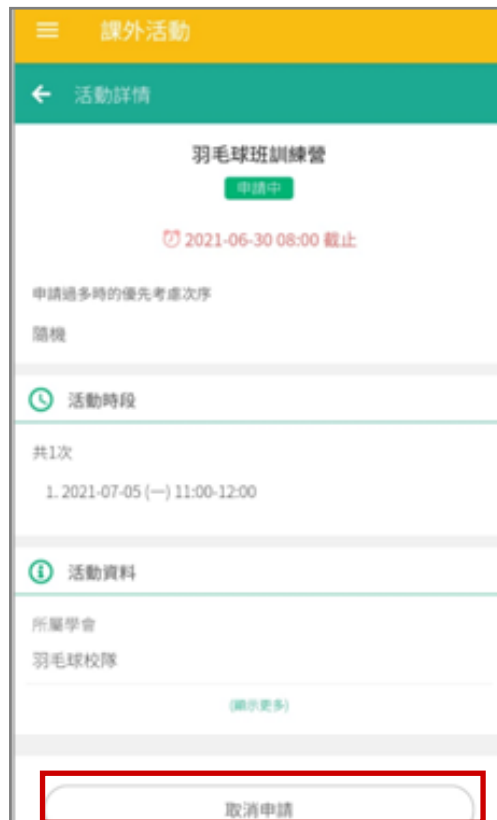 課外活動
活動詳情
羽毛球班訓練營
申請中
2021-06-30 08:00 截止
申請過多時的優先考慮次序
隨機
活動時段
共1次
1. 2021-07-05 (一) 11:00-12:00
活動資料
所屬學會
羽毛球校隊
(顯示更多)
取消申請